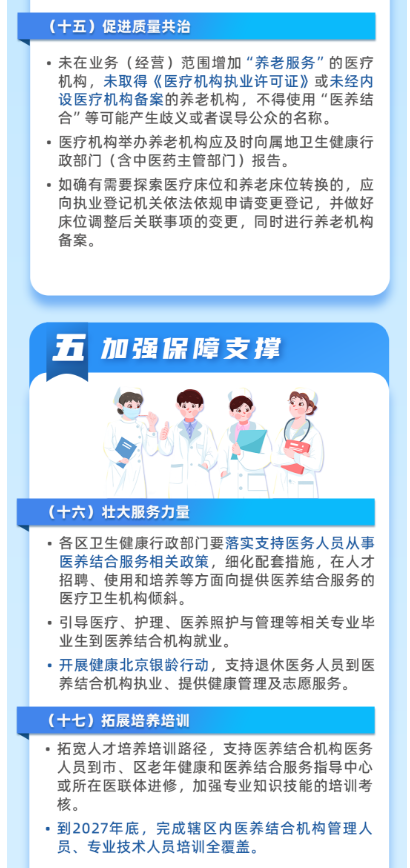 （十五）促进质量共治
• 未在业务（经营）范围增加“养老服务”的医疗
机构，未取得《医疗机构执业许可证》或未经内
设医疗机构备案的养老机构，不得使用“医养结
合”等可能产生歧义或者误导公众的名称。
• 医疗机构举办养老机构应及时向属地卫生健康行
政部门（含中医药主管部门）报告。
• 如确有需要探索医疗床位和养老床位转换的，应
向执业登记机关依法依规申请变更登记，并做好
床位调整后关联事项的变更，同时进行养老机构
备案。
五 加强保障支撑
（十六）壮大服务力量
• 各区卫生健康行政部门要落实支持医务人员从事
医养结合服务相关政策，细化配套措施，在人才
招聘、使用和培养等方面向提供医养结合服务的
医疗卫生机构倾斜。
• 引导医疗、护理、医养照护与管理等相关专业毕
业生到医养结合机构就业。
• 开展健康北京银龄行动，支持退休医务人员到医
养结合机构执业、提供健康管理及志愿服务。
（十七）拓展培养培训
• 拓宽人才培养培训路径，支持医养结合机构医务
人员到市、区老年健康和医养结合服务指导中心
或所在医联体进修，加强专业知识技能的培训考
核。
• 到2027年底，完成辖区内医养结合机构管理人
员、专业技术人员培训全覆盖。